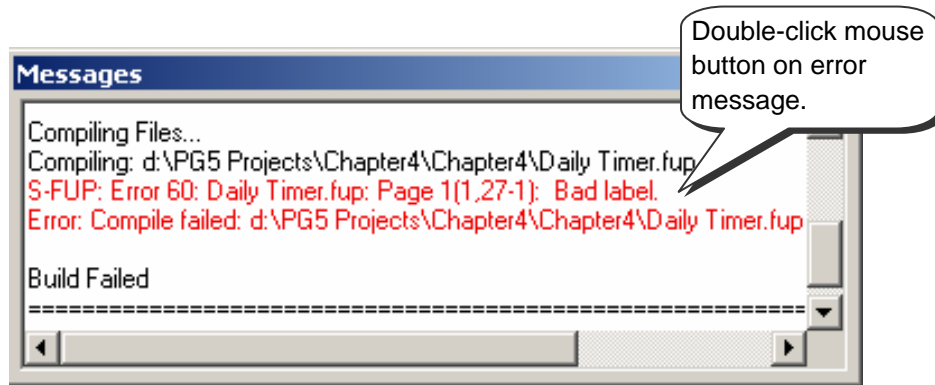 Double-click mouse
button on error
message.
Messages
Compiling Files...
Compiling: d:\PG5 Projects\Chapter4\Chapter4\Daily Timer.fup
S-FUP: Error 60: Daily Timer.fup: Page 1(1,27-1):  Bad label.
Error: Compile failed: d:\PG5 Projects\Chapter4\Chapter4\Daily Timer.fup
Build Failed
=========================================================